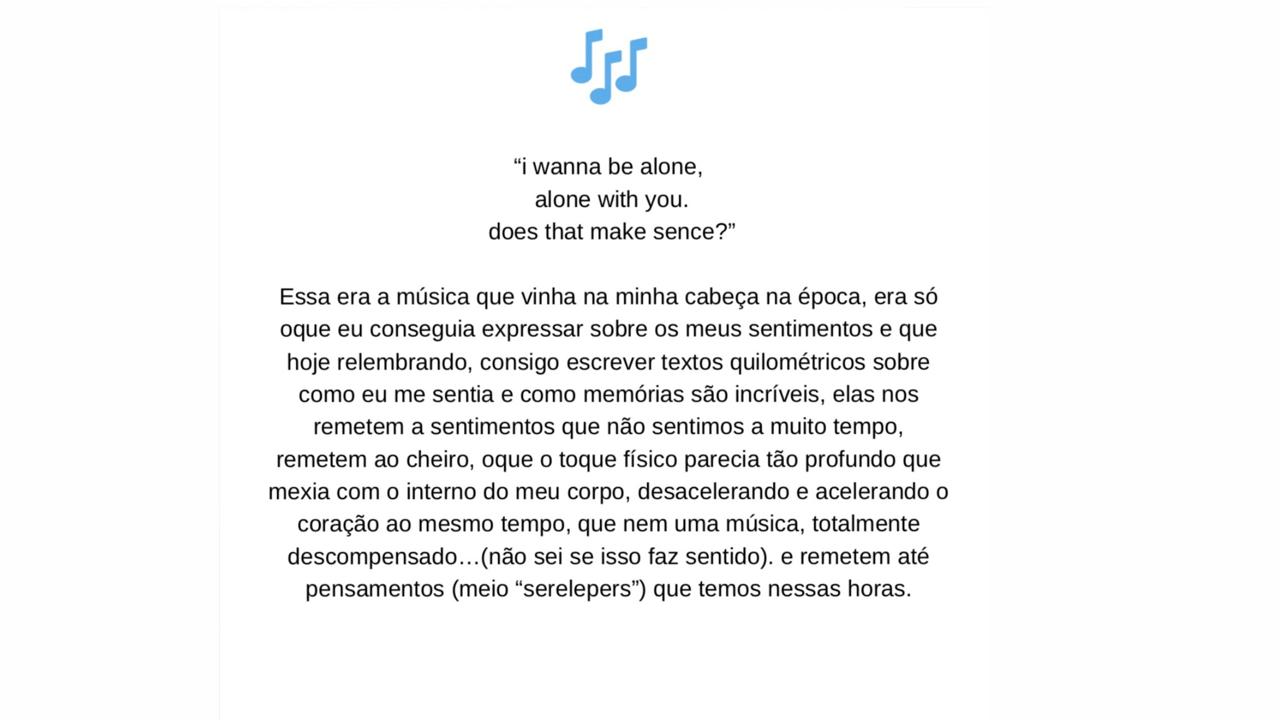 “i wanna be alone,
alone with you.
does that make sence?”
Essa era a música que vinha na minha cabeça na época, era só
oque eu conseguia expressar sobre os meus sentimentos e que
hoje relembrando, consigo escrever textos quilométricos sobre
como eu me sentia e como memórias são incríveis, elas nos
remetem a sentimentos que não sentimos a muito tempo,
remetem ao cheiro, oque o toque físico parecia tão profundo que
mexia com o interno do meu corpo, desacelerando e acelerando o
coração ao mesmo tempo, que nem uma música, totalmente
descompensado…(não sei se isso faz sentido). e remetem até
pensamentos (meio “serelepers”) que temos nessas horas.